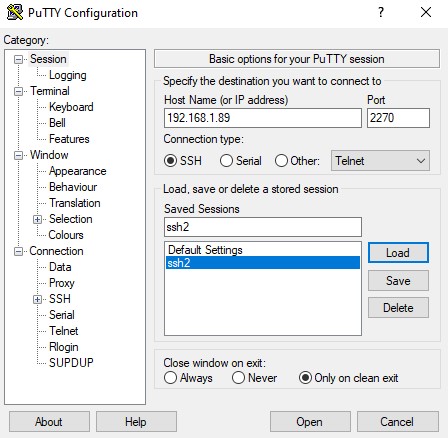 PuTTY Configuration
?
Category:
Session
Logging
Terminal
Keyboard
Bell
Features
Window
Appearance
Behaviour
Translation
Selection
Colours
Connection
Data
Proxy
SSH
Serial
Telnet
Rlogin
SUPDUP
Basic options for your PuTTY session
Specify the destination you want to connect to
Host Name (or IP address) Port
192.168.1.89 2270
Connection type:
SSH Serial Other: Telnet
Load, save or delete a stored session
Saved Sessions
ssh2
Default Settings
ssh2
Load
Save
Delete
Close window on exit:
Always Never Only on clean exit
About Help Open Cancel